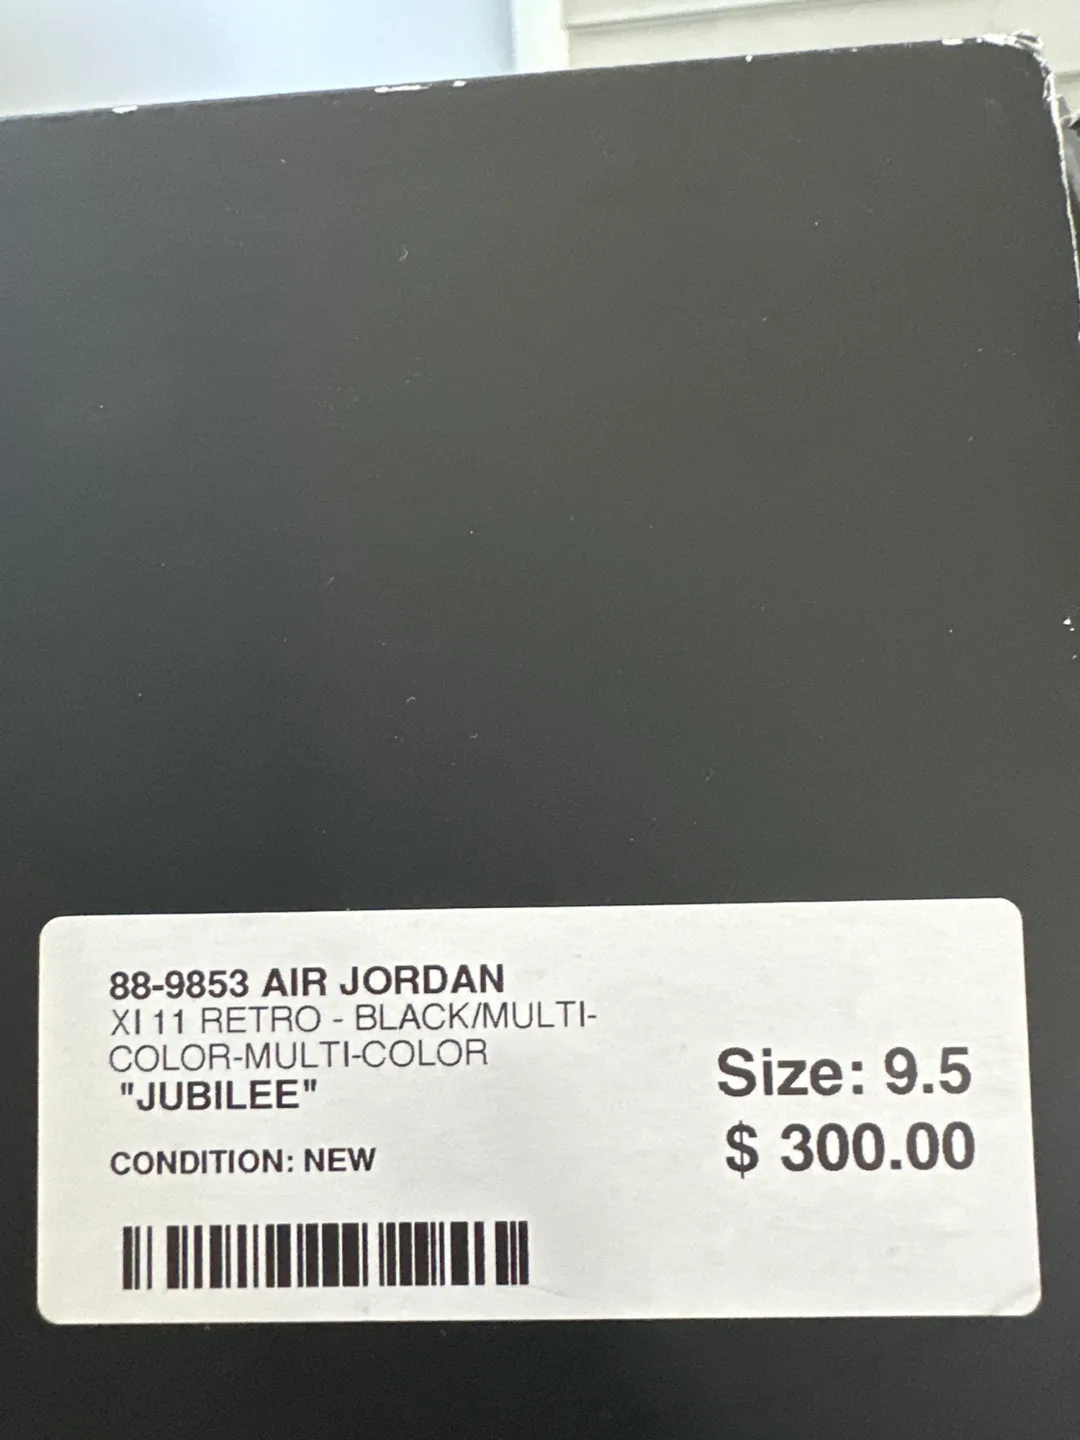 88-9853 AIR JORDAN
XI 11 RETRO - BLACK/MULTI-
COLOR-MULTI-COLOR
"JUBILEE"
CONDITION: NEW
Size: 9.5
$ 300.00